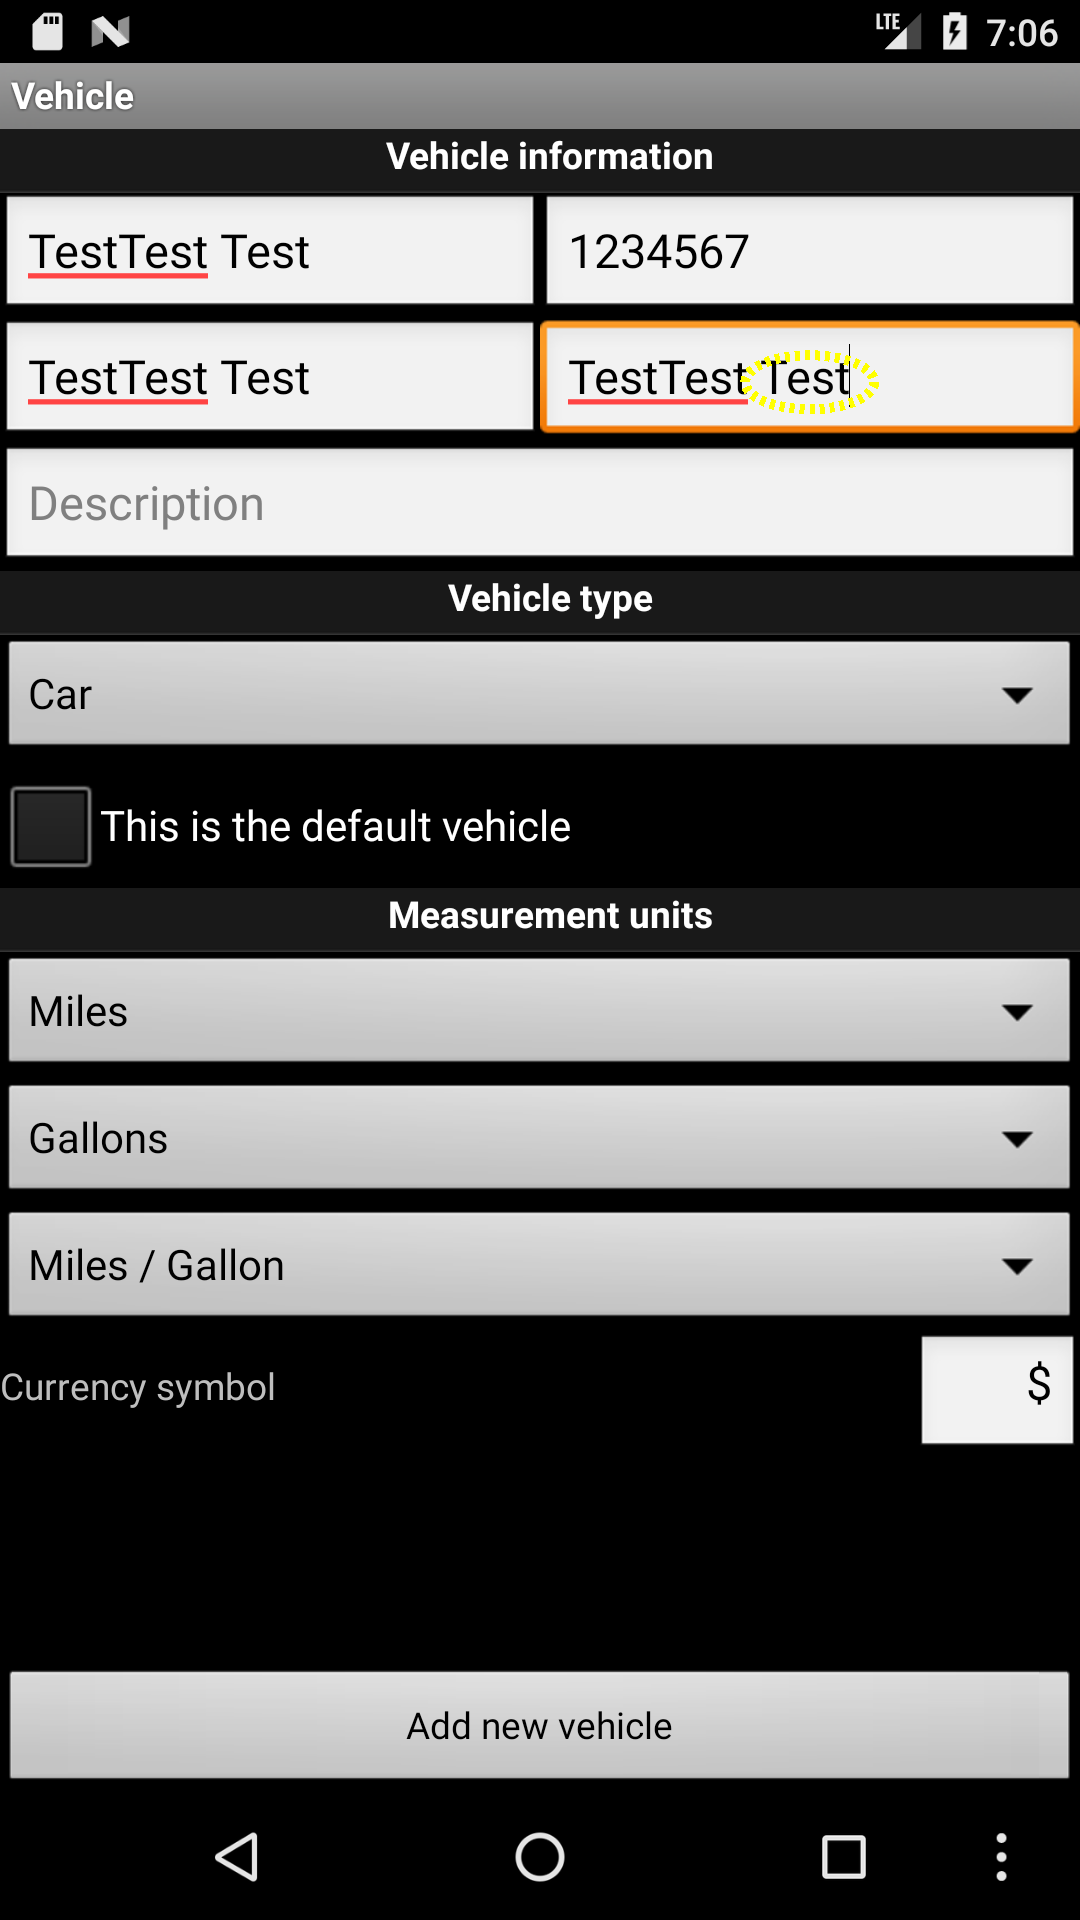 LTE 7:06
Vehicle
Vehicle information
TestTest Test 1234567
TestTest Test TestTest Test
Description
Vehicle type
Car
This is the default vehicle
Measurement units
Miles
Gallons
Miles / Gallon
Currency symbol $
Add new vehicle